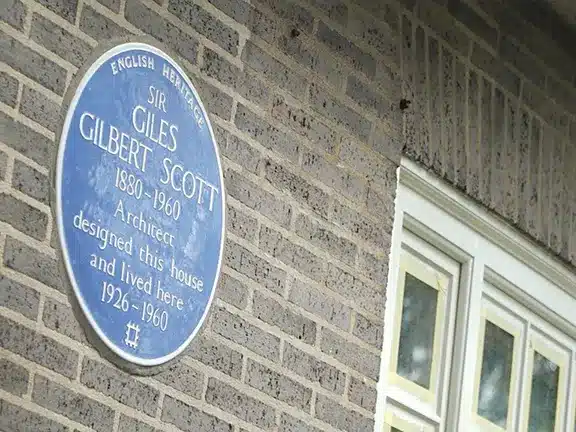 ENGLISH HERITAGE
SIR
GILES
GILBERT SCOTT
1880-1960
Architect
designed this house
and lived here
1926-1960